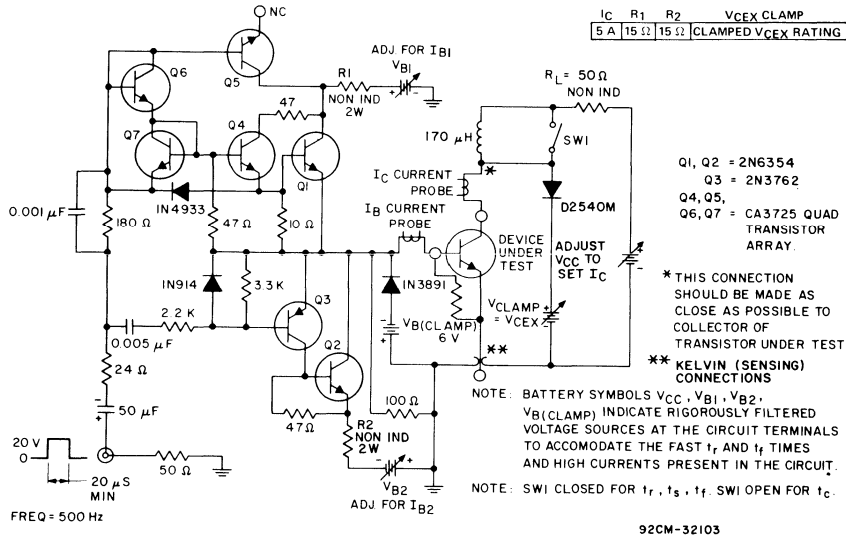 IC R1 R2 VCEX CLAMP
5 A 15 Ω 15 Ω CLAMPED VCEX RATING
NC
Q6
Q5
ADJ. FOR IB1
VB1
R1
NON IND
2W
+ -
47
Q7
Q4
Q1
IN4933
0.001 µF
180 Ω
47 Ω
10 Ω
RL = 50 Ω
NON IND
170 µH
SW1
*
IC CURRENT
PROBE
IB CURRENT
PROBE
D2540M
DEVICE
UNDER
TEST
ADJUST
VCC TO
SET IC
Q1, Q2 = 2N6354
Q3 = 2N3762
Q4, Q5,
Q6, Q7 = CA3725 QUAD
TRANSISTOR
ARRAY.
IN914
3.3 K
Q3
IN3891
2.2 K
0.005 µF
Q2
VB(CLAMP)
6 V
VCLAMP
= VCEX
**
* THIS CONNECTION
SHOULD BE MADE AS
CLOSE AS POSSIBLE TO
COLLECTOR OF
TRANSISTOR UNDER TEST
** KELVIN (SENSING)
CONNECTIONS
24 Ω
50 µF
47 Ω
100 Ω
R2
NON IND
2W
- +
VB2
ADJ. FOR IB2
20 V
0
20 µS
MIN
50 Ω
FREQ = 500 Hz
NOTE: BATTERY SYMBOLS VCC, VB1, VB2,
VB(CLAMP) INDICATE RIGOROUSLY FILTERED
VOLTAGE SOURCES AT THE CIRCUIT TERMINALS
TO ACCOMODATE THE FAST tr AND tf TIMES
AND HIGH CURRENTS PRESENT IN THE CIRCUIT.
NOTE: SW1 CLOSED FOR tr, ts, tf. SW1 OPEN FOR tc.
92CM-32103